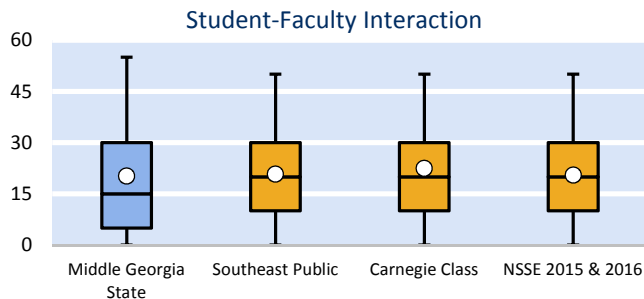 Student-Faculty Interaction
60
45
30
15
0
Middle Georgia State
Southeast Public
Carnegie Class
NSSE 2015 & 2016